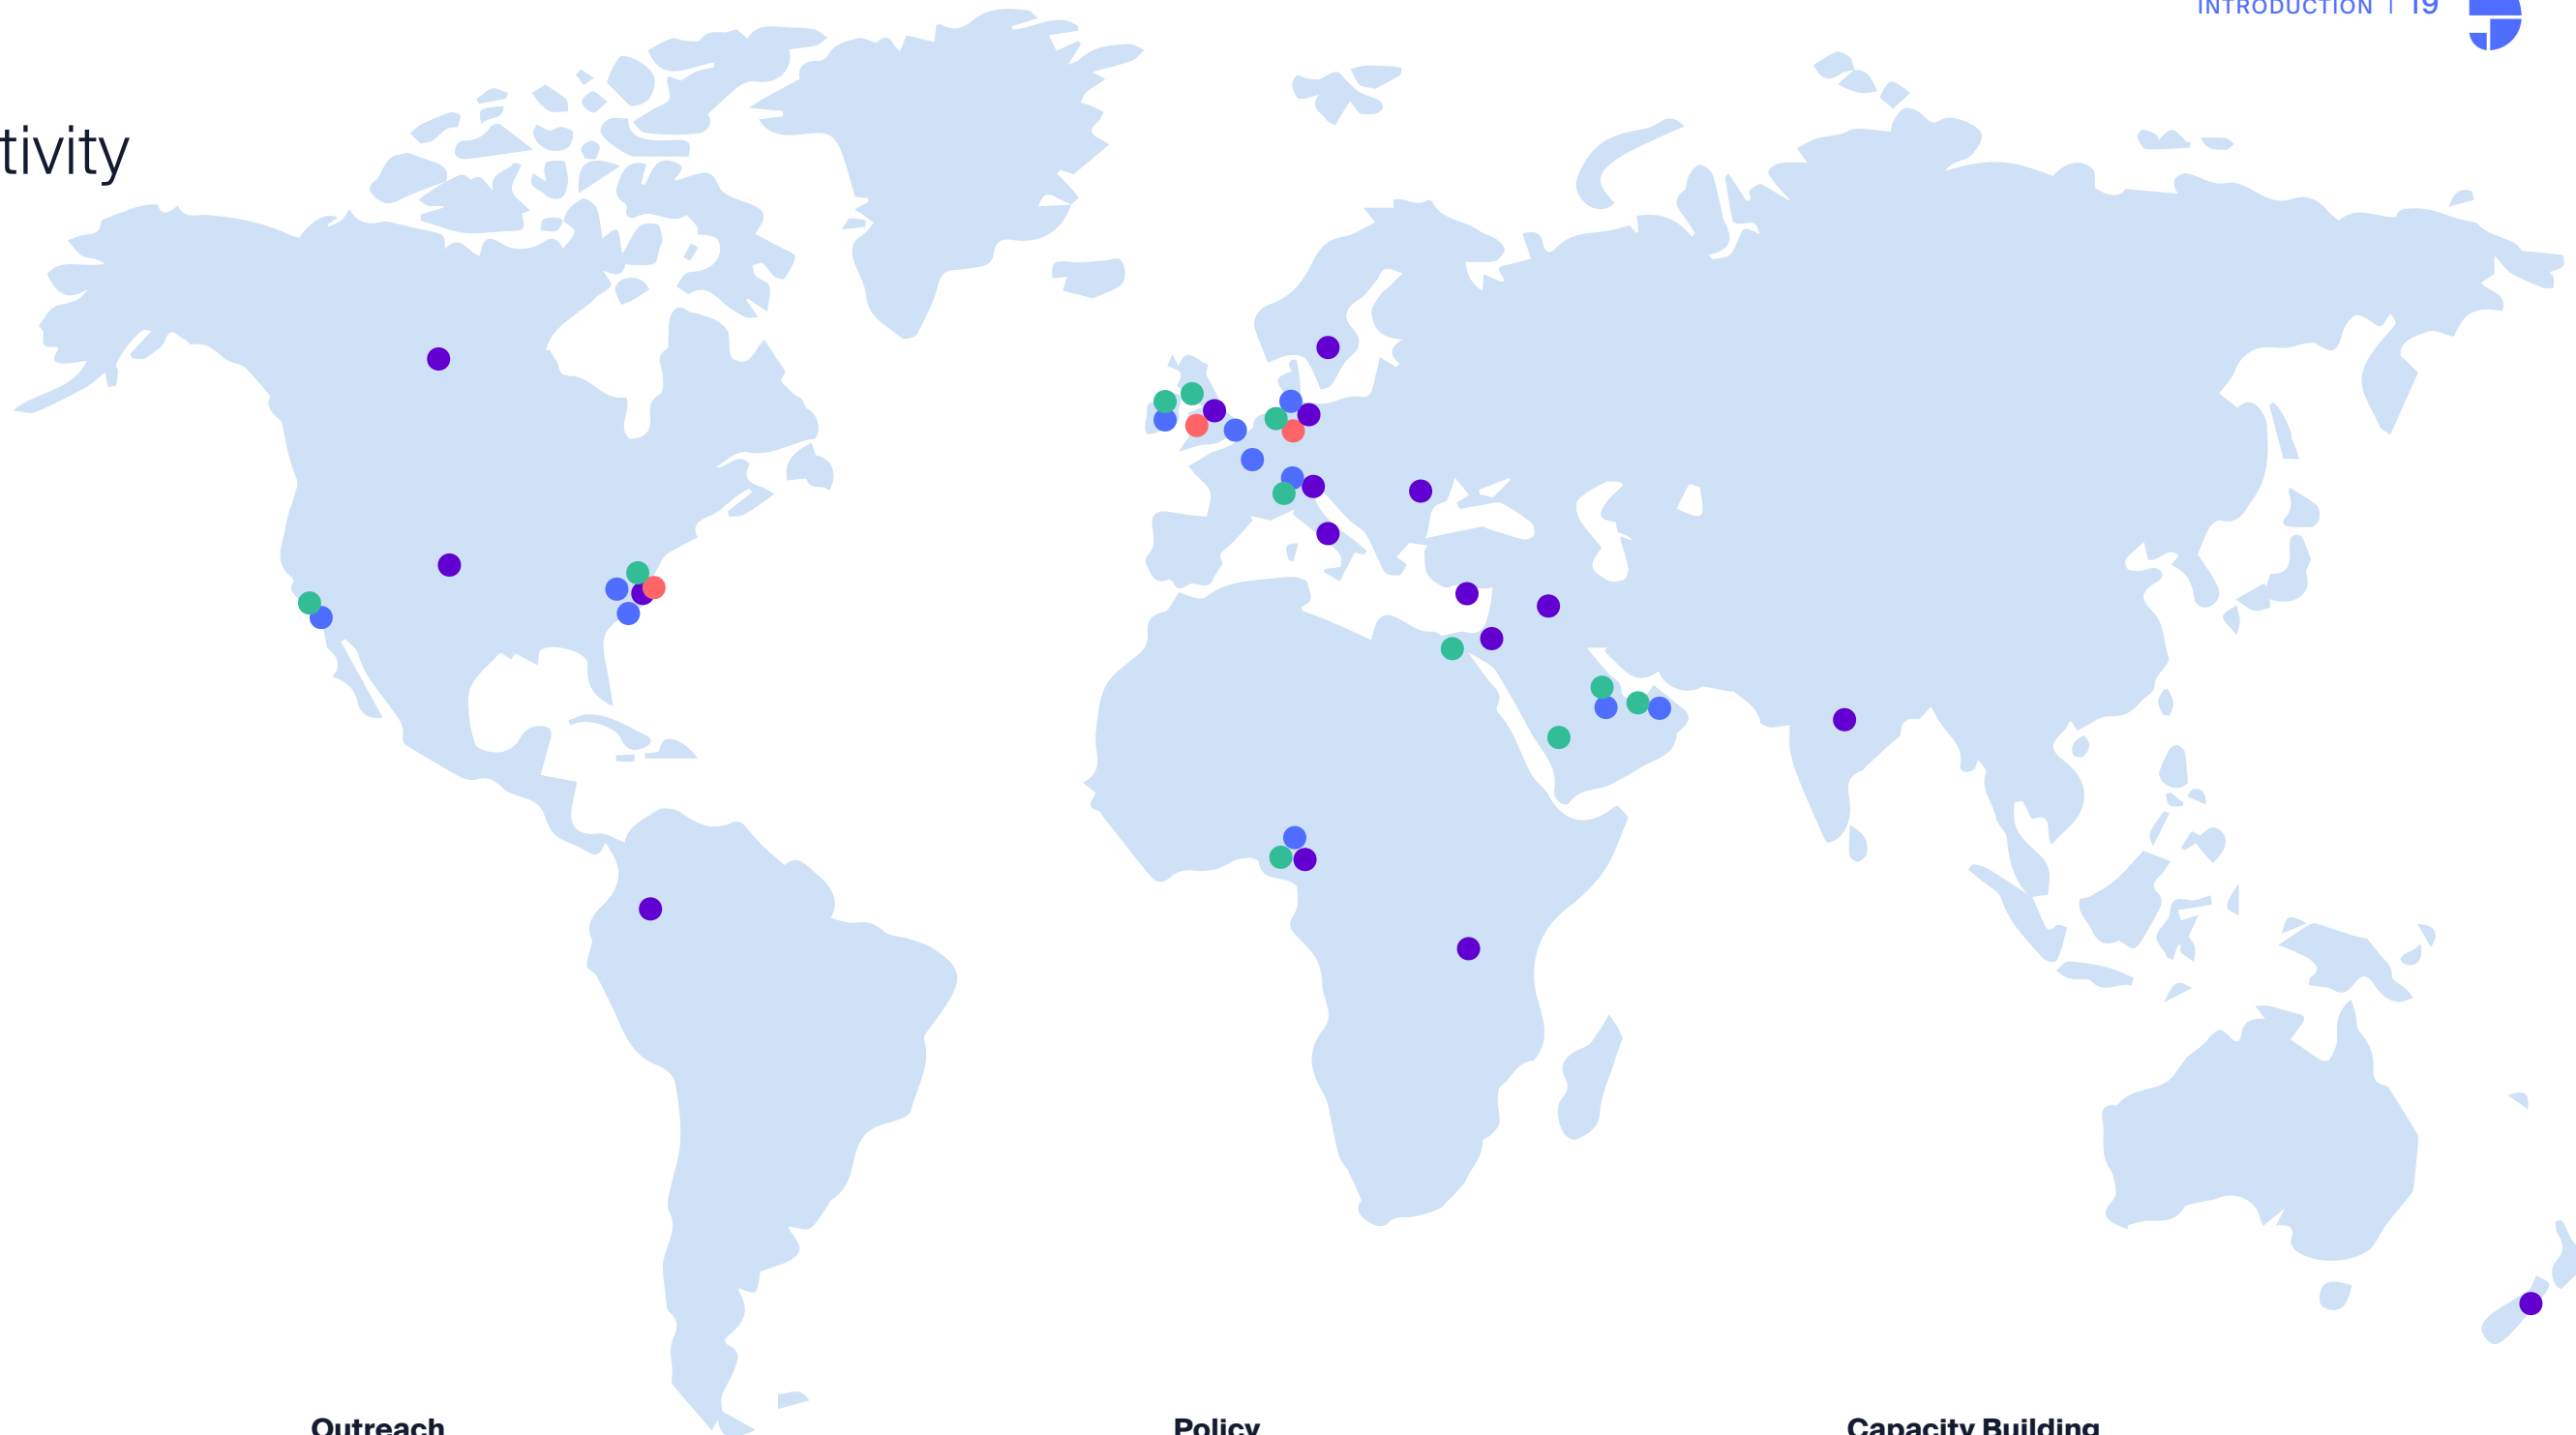 INTRODUCTION | 19
tivity
Outreach
Policy
Capacity Building